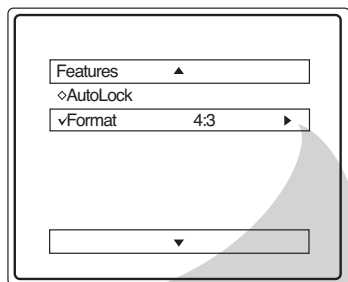 Features ▲
◇AutoLock
✓Format 4:3 ▶
▼